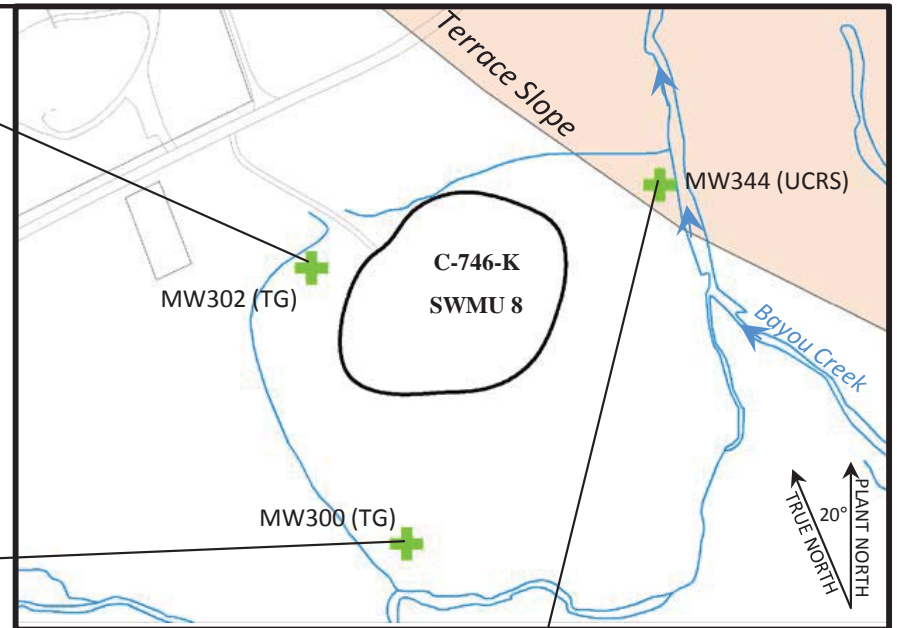 Terrace Slope
MW344 (UCRS)
C-746-K
SWMU 8
MW302 (TG)
Bayou Creek
MW300 (TG)
20°
TRUE NORTH
PLANT NORTH